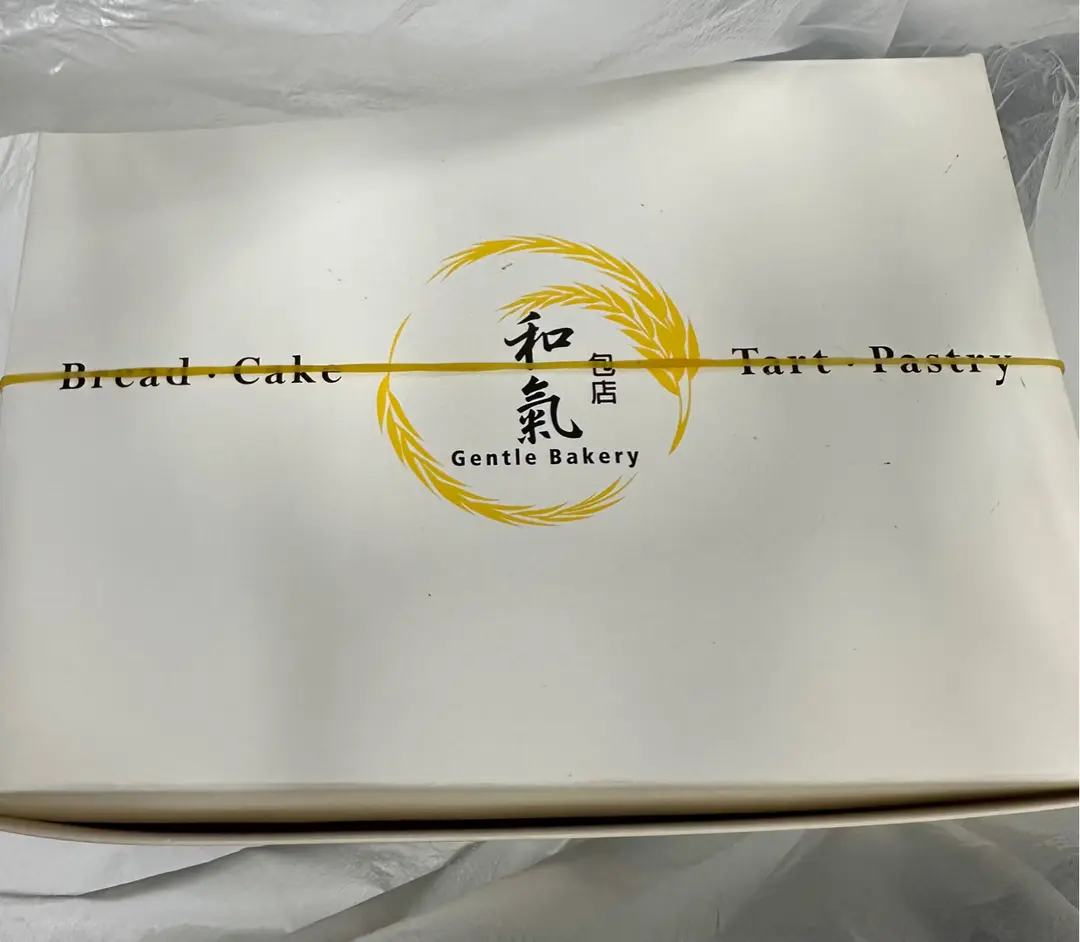 Bread · Cake
和氣
包店
Gentle Bakery
Tart · Pastry